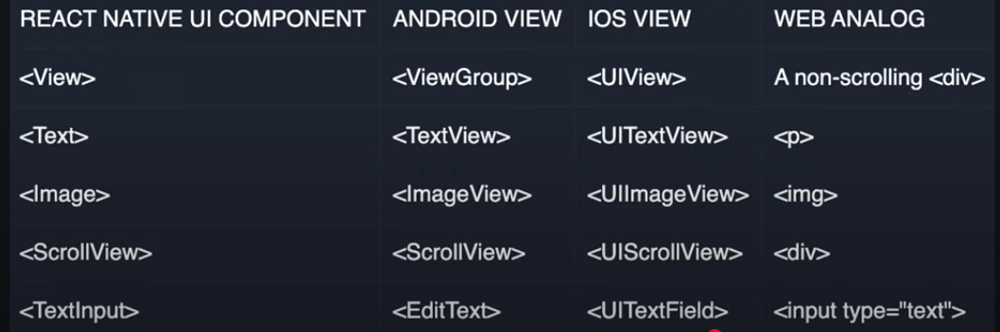 REACT NATIVE UI COMPONENT ANDROID VIEW IOS VIEW WEB ANALOG
<View> <ViewGroup> <UIView> A non-scrolling <div>
<Text> <TextView> <UITextView> <p>
<Image> <ImageView> <UIImageView> <img>
<ScrollView> <ScrollView> <UIScrollView> <div>
<TextInput> <EditText> <UITextField> <input type="text">